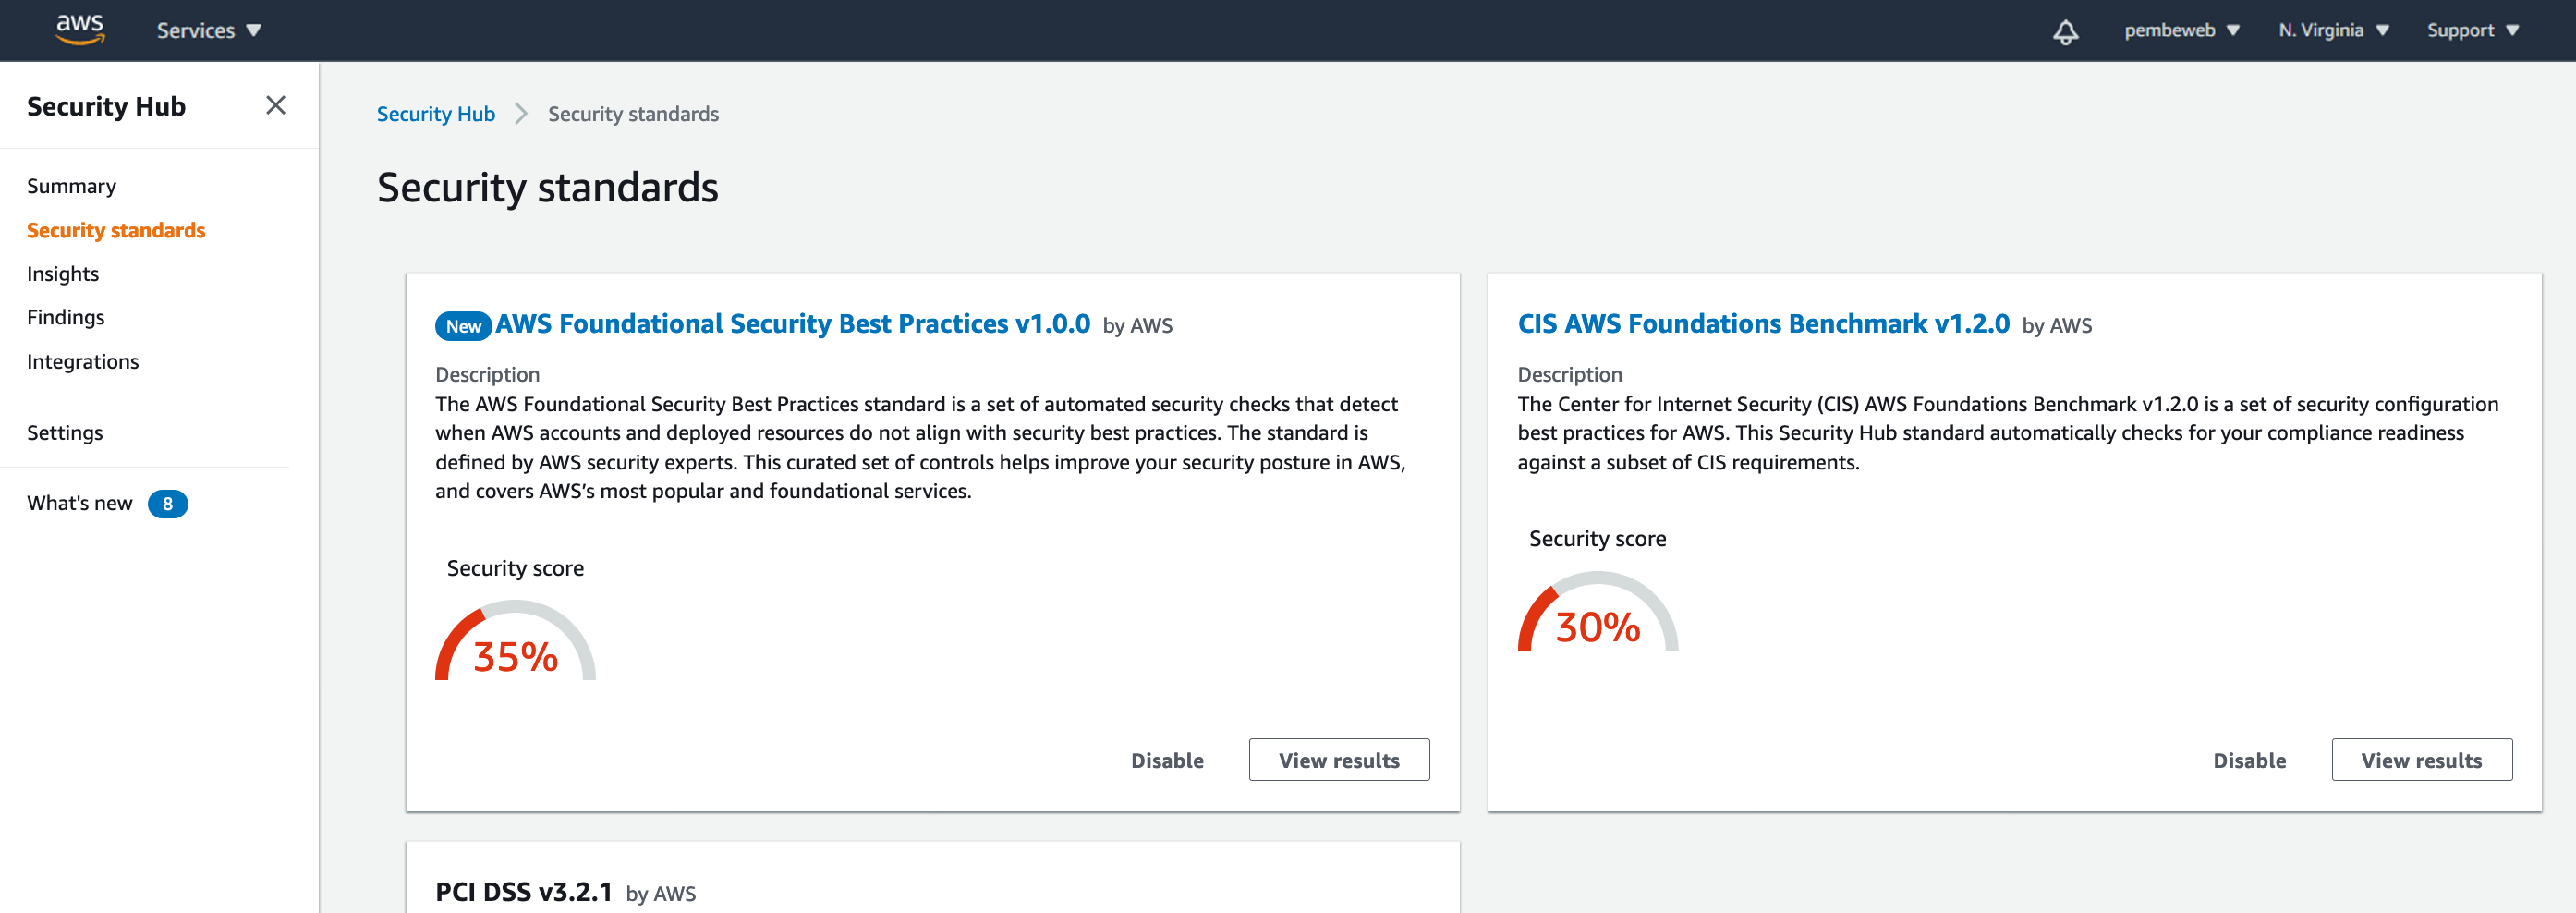 aws Services pembeweb N. Virginia Support
Security Hub
Summary
Security standards
Insights
Findings
Integrations
Settings
What's new 8
Security Hub Security standards
Security standards
New AWS Foundational Security Best Practices v1.0.0 by AWS
Description
The AWS Foundational Security Best Practices standard is a set of automated security checks that detect
when AWS accounts and deployed resources do not align with security best practices. The standard is
defined by AWS security experts. This curated set of controls helps improve your security posture in AWS,
and covers AWS’s most popular and foundational services.
Security score
35%
Disable View results
CIS AWS Foundations Benchmark v1.2.0 by AWS
Description
The Center for Internet Security (CIS) AWS Foundations Benchmark v1.2.0 is a set of security configuration
best practices for AWS. This Security Hub standard automatically checks for your compliance readiness
against a subset of CIS requirements.
Security score
30%
Disable View results
PCI DSS v3.2.1 by AWS